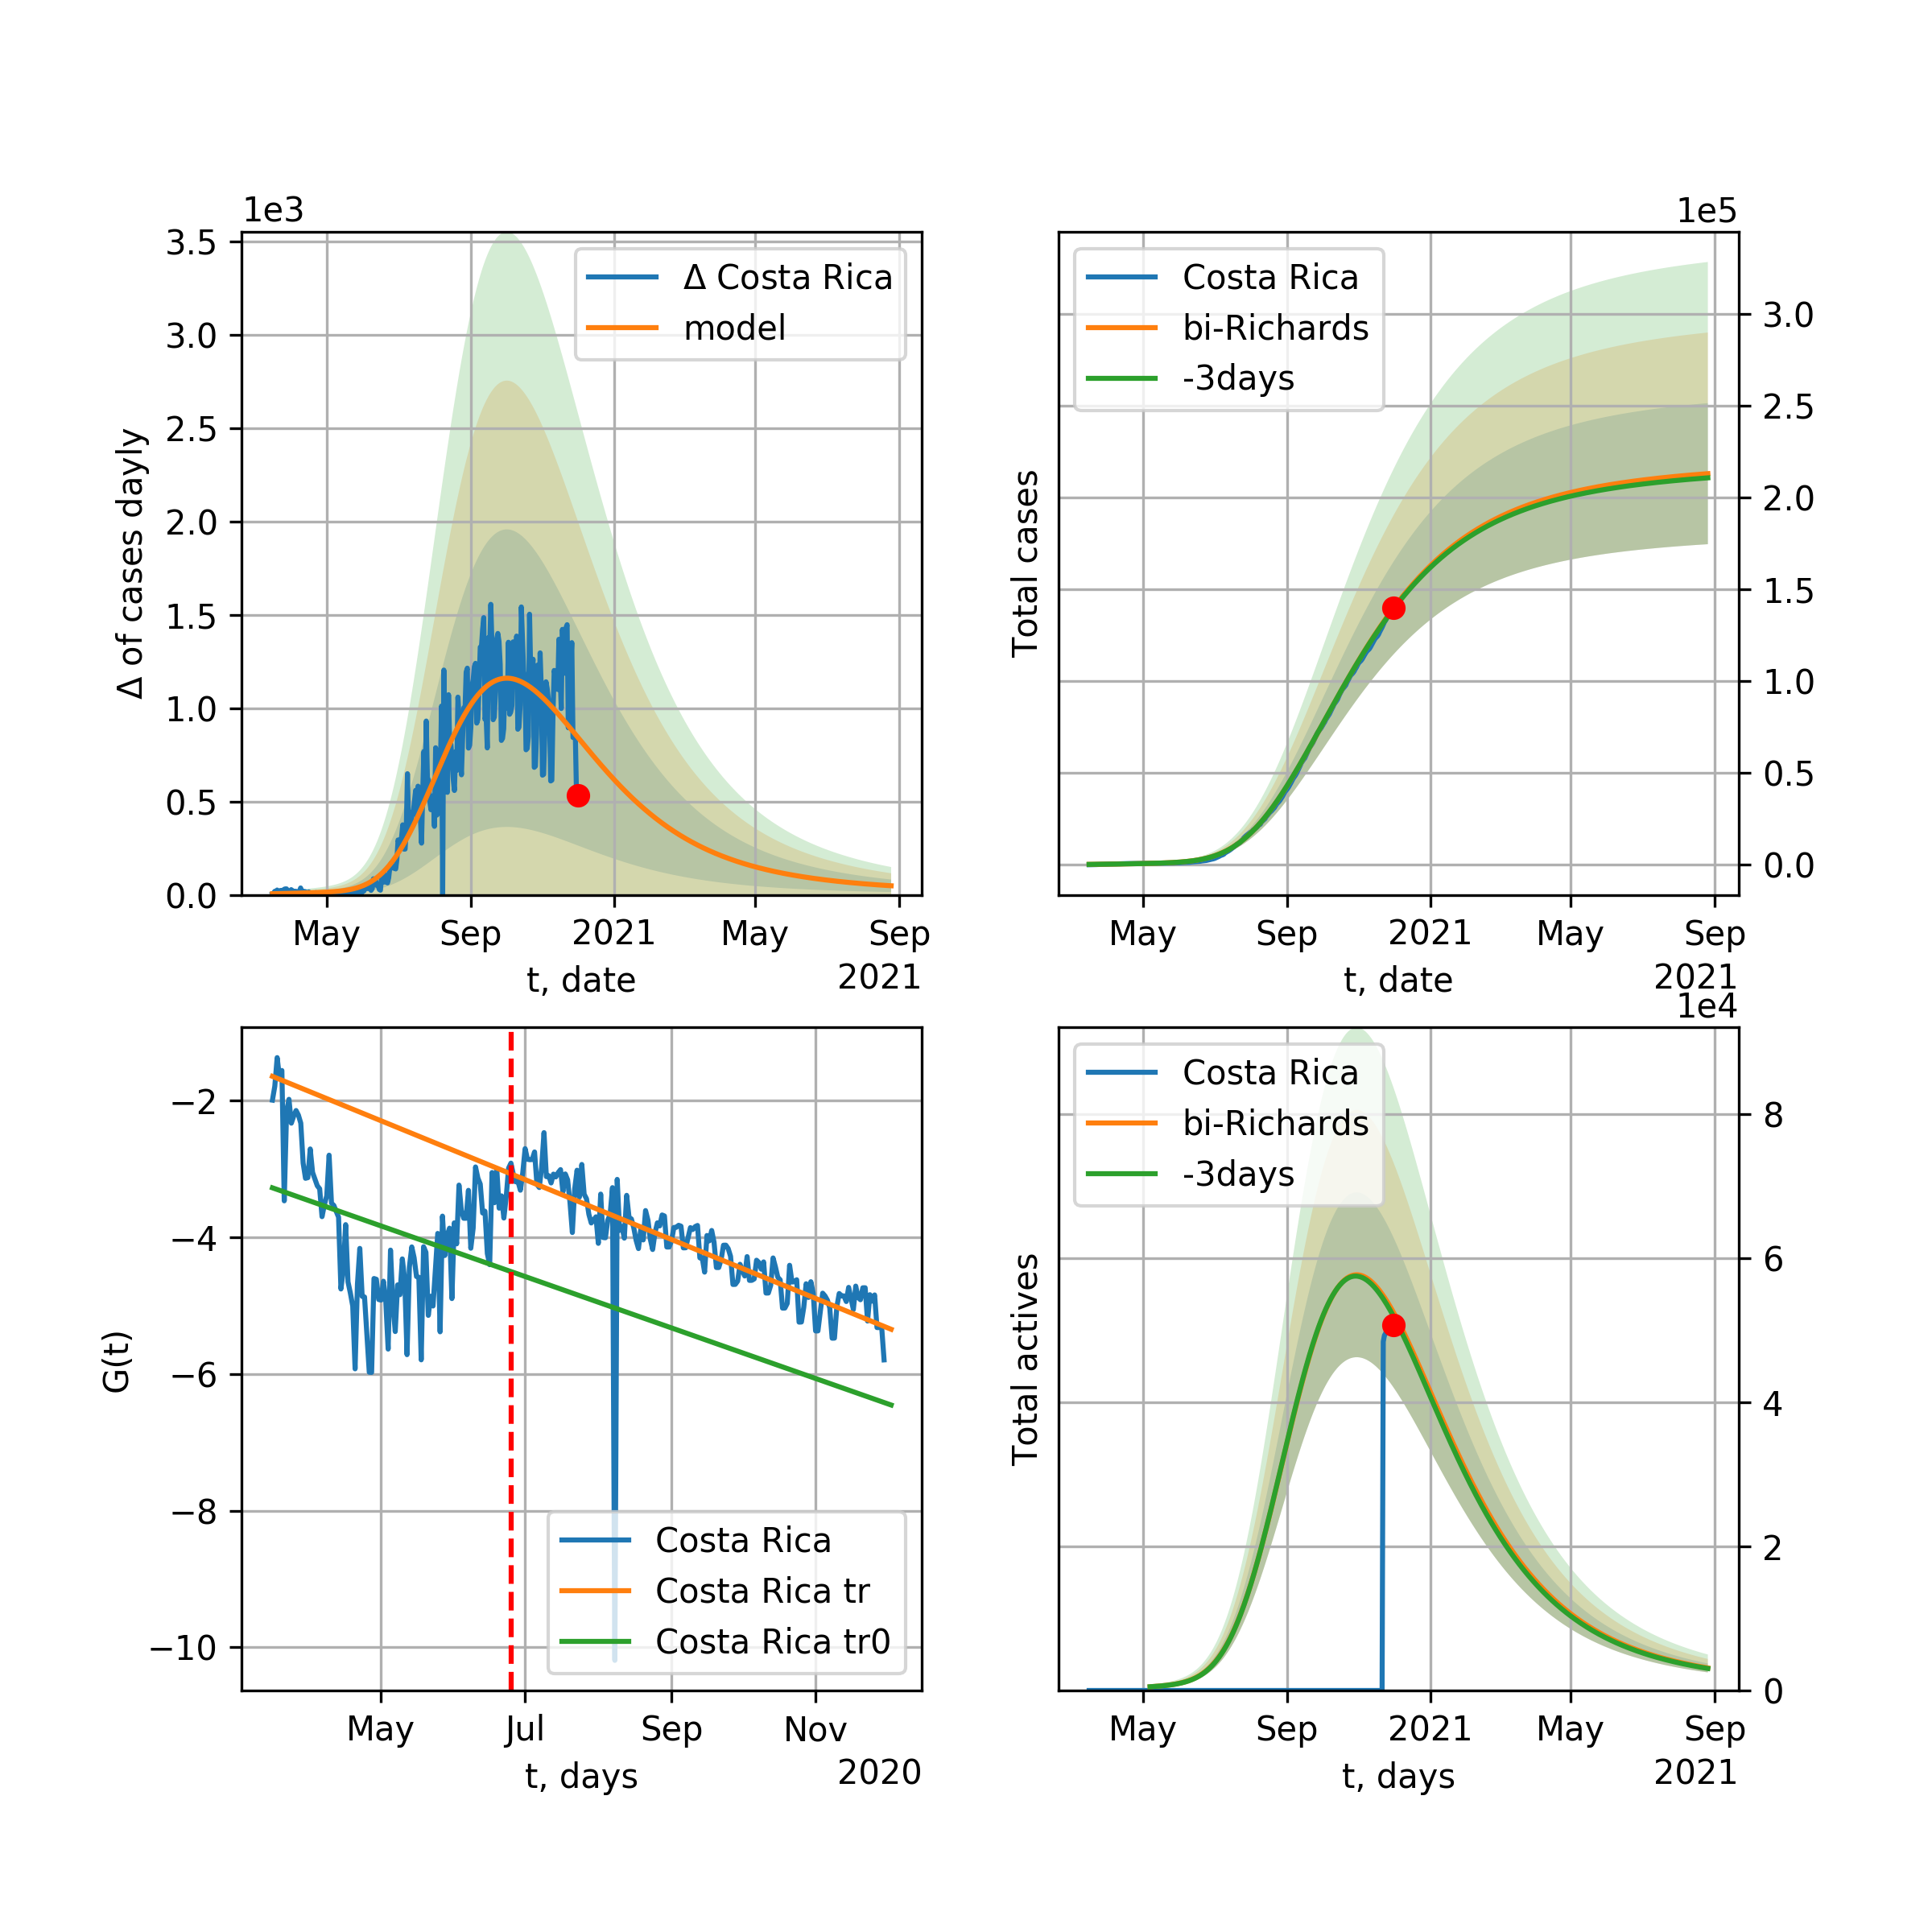 1e3
3.5
3.0
2.5
2.0
1.5
1.0
0.5
0.0
Δ of cases dayly
Δ Costa Rica
model
May Sep 2021 May Sep
t, date
2021
1e5
Costa Rica
bi-Richards
-3days
Total cases
3.0
2.5
2.0
1.5
1.0
0.5
0.0
May Sep 2021 May Sep
t, date
2021
−2
−4
−6
−8
−10
G(t)
Costa Rica
Costa Rica tr
Costa Rica tr0
May Jul Sep Nov
t, days
2020
1e4
Costa Rica
bi-Richards
-3days
Total actives
8
6
4
2
0
May Sep 2021 May Sep
t, days
2021